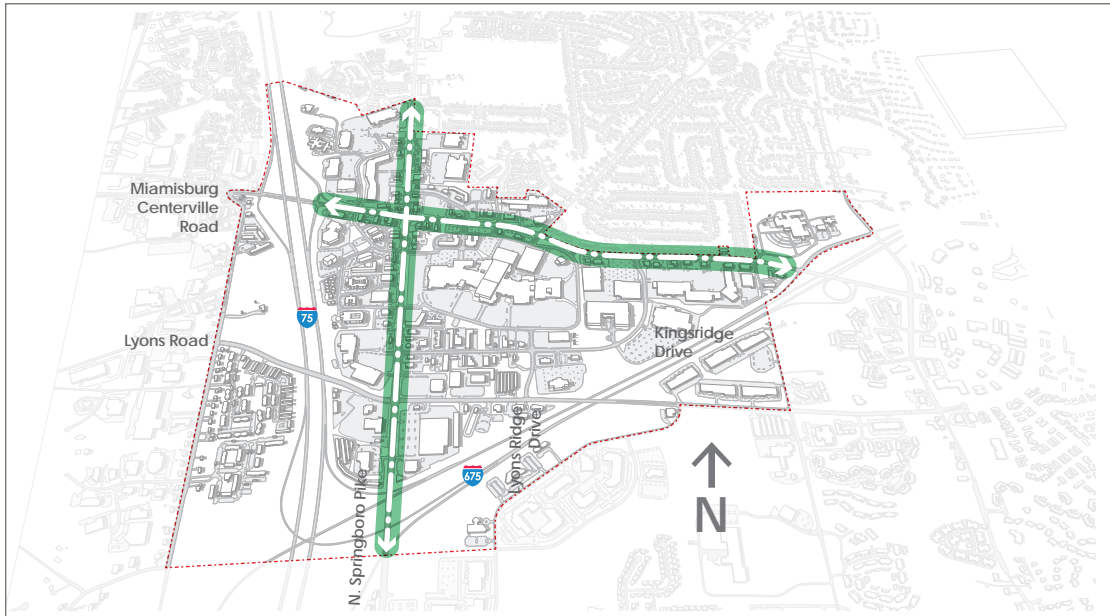 Miamisburg
Centerville
Road
75
Lyons Road
Kingsridge
Drive
Lyons Ridge
Drive
675
N. Springboro Pike
N